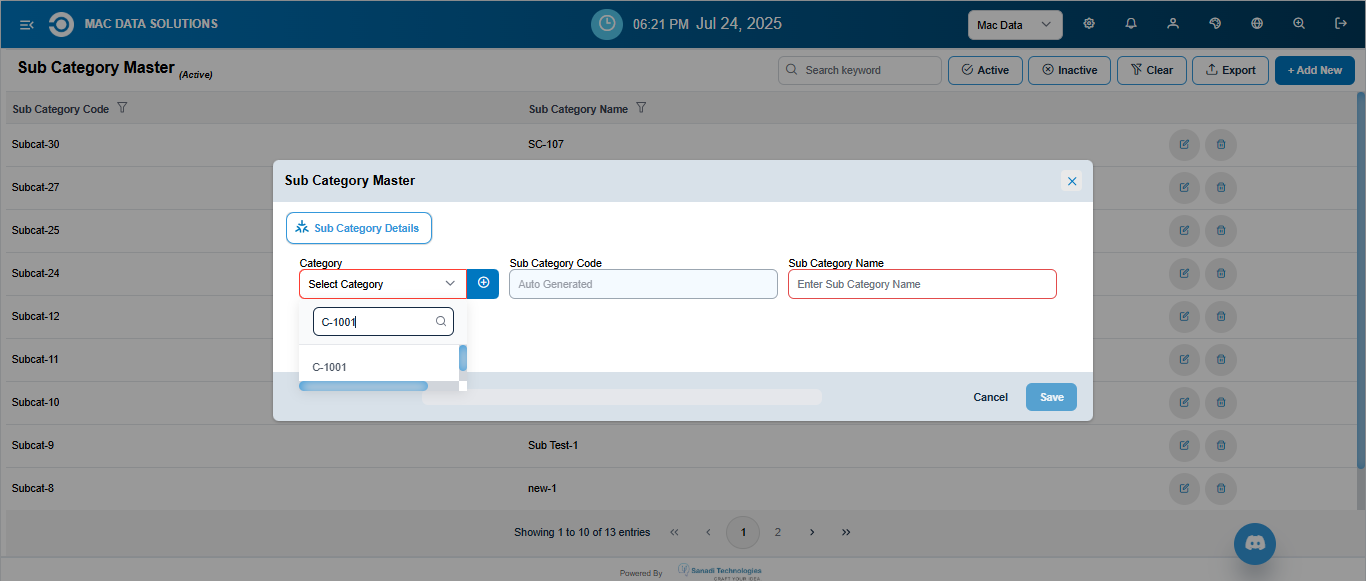 MAC DATA SOLUTIONS
06:21 PM Jul 24, 2025
Mac Data
Sub Category Master (Active)
Search keyword
Active
Inactive
Clear
Export
+ Add New
Sub Category Code
Sub Category Name
Subcat-30
SC-107
Subcat-27
Subcat-25
Subcat-24
Subcat-12
Subcat-11
Subcat-10
Subcat-9
Sub Test-1
Subcat-8
new-1
Sub Category Master
Sub Category Details
Category
Sub Category Code
Sub Category Name
Select Category
Auto Generated
Enter Sub Category Name
C-1001
C-1001
Cancel
Save
Showing 1 to 10 of 13 entries
1
2
Powered By
Sanadi Technologies
CRAFT YOUR IDEA